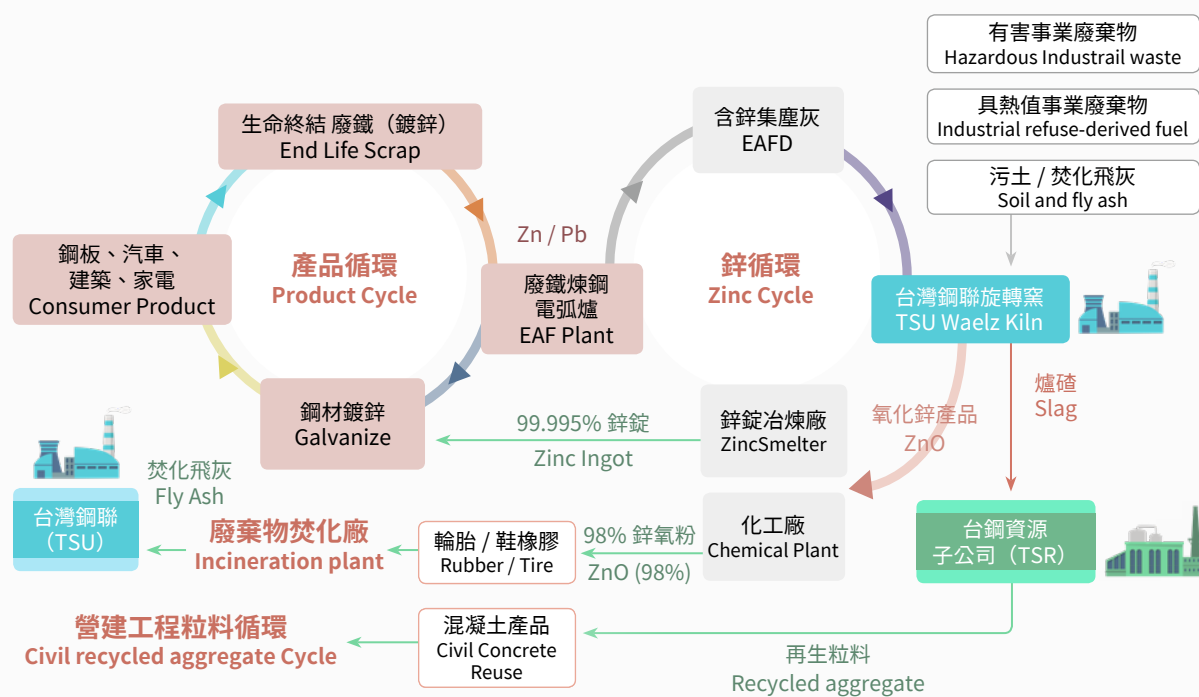 有害事業廢棄物
Hazardous Industrail waste
具熱值事業廢棄物
Industrial refuse-derived fuel
污土 / 焚化飛灰
Soil and fly ash
生命終結 廢鐵（鍍鋅）
End Life Scrap
含鋅集塵灰
EAFD
鋼板、汽車、
建築、家電
Consumer Product
產品循環
Product Cycle
Zn / Pb
廢鐵煉鋼
電弧爐
EAF Plant
鋅循環
Zinc Cycle
台灣鋼聯旋轉窯
TSU Waelz Kiln
鋼材鍍鋅
Galvanize
99.995% 鋅錠
Zinc Ingot
鋅錠冶煉廠
ZincSmelter
氧化鋅產品
ZnO
爐碴
Slag
焚化飛灰
Fly Ash
台灣鋼聯
（TSU）
廢棄物焚化廠
Incineration plant
輪胎 / 鞋橡膠
Rubber / Tire
98% 鋅氧粉
ZnO (98%)
化工廠
Chemical Plant
台鋼資源
子公司（TSR）
營建工程粒料循環
Civil recycled aggregate Cycle
混凝土產品
Civil Concrete
Reuse
再生粒料
Recycled aggregate